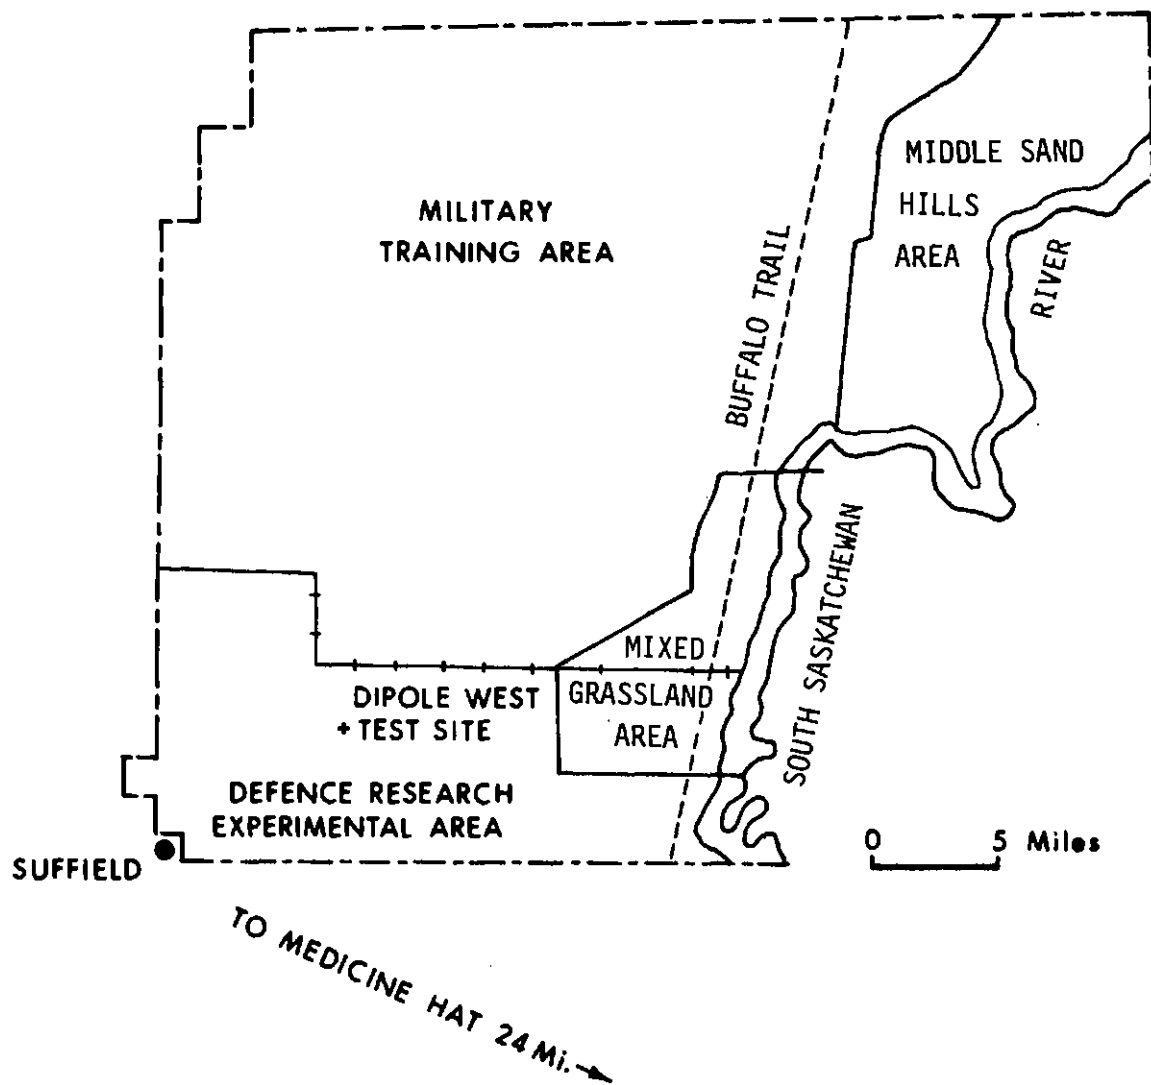 MILITARY
TRAINING AREA
BUFFALO TRAIL
MIDDLE SAND
HILLS
AREA
RIVER
SOUTH SASKATCHEWAN
MIXED
GRASSLAND
AREA
DIPOLE WEST
+ TEST SITE
DEFENCE RESEARCH
EXPERIMENTAL AREA
SUFFIELD
0 5 Miles
TO MEDICINE HAT 24 Mi.